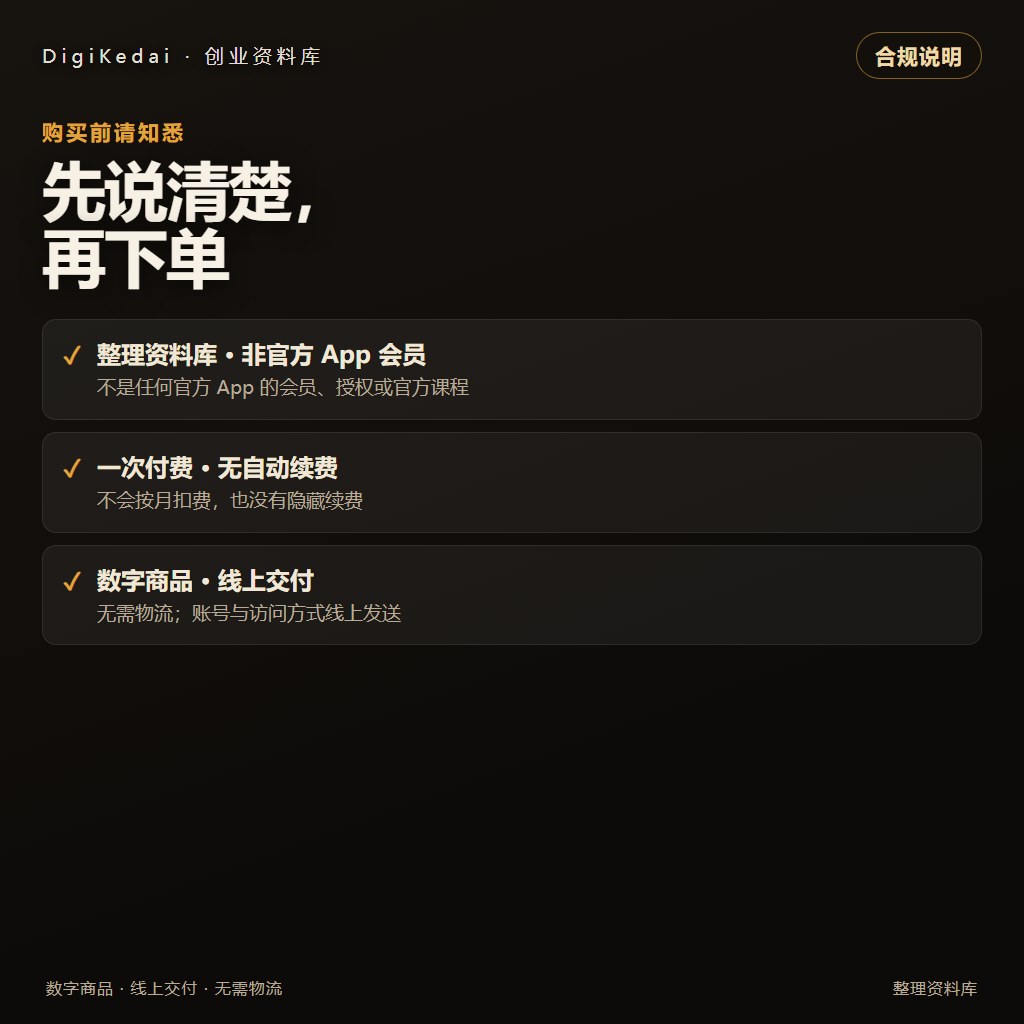 DigiKedai · 创业资料库
合规说明
购买前请知悉
先说清楚，
再下单
✓ 整理资料库 • 非官方 App 会员
不是任何官方 App 的会员、授权或官方课程
✓ 一次付费 • 无自动续费
不会按月扣费，也没有隐藏续费
✓ 数字商品 • 线上交付
无需物流；账号与访问方式线上发送
数字商品 · 线上交付 · 无需物流
整理资料库